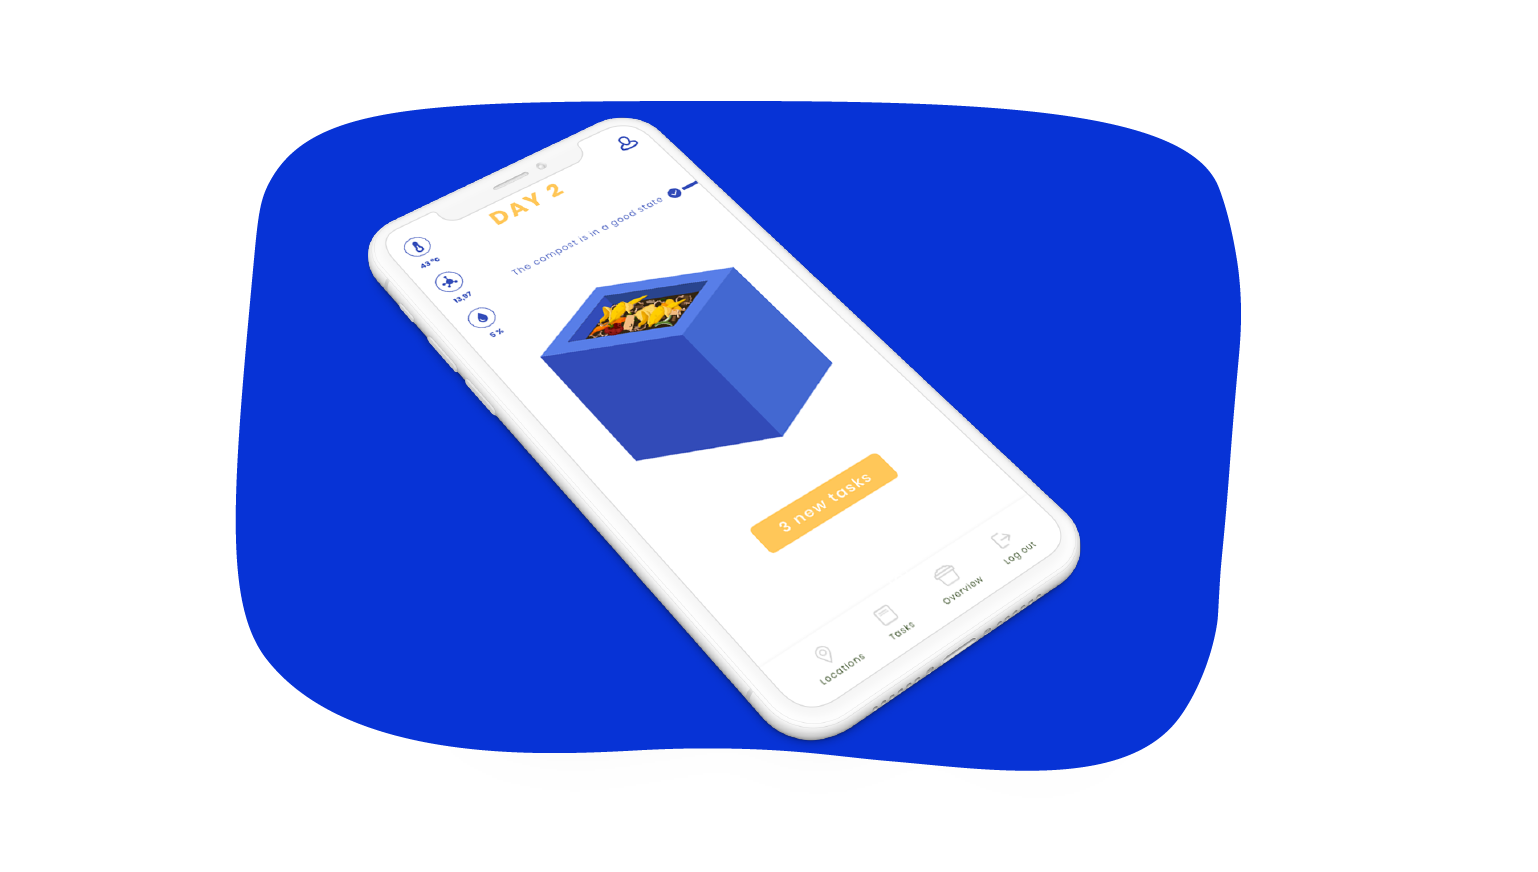 DAY 2
The compost is in a good state
43 °C
13,97
5 %
3 new tasks
Locations
Tasks
Overview
Log out